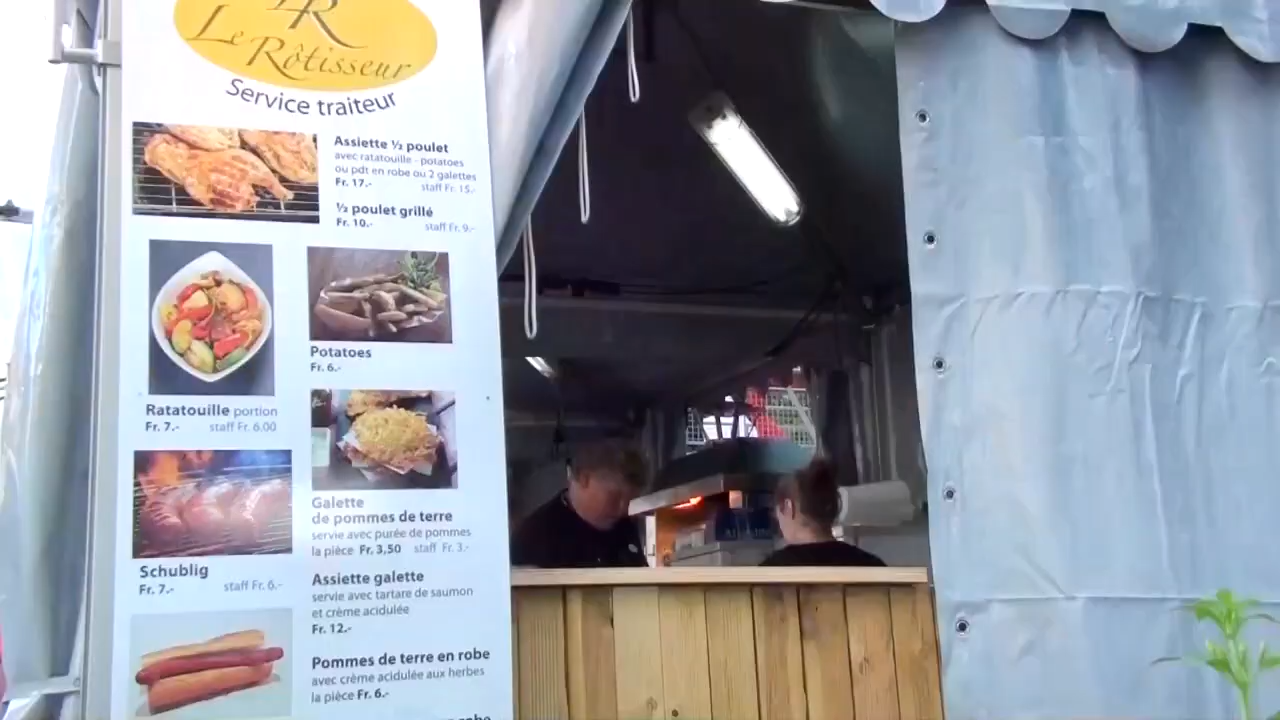 LR
Le Rôtisseur
Service traiteur
Assiette ½ poulet
avec ratatouille - potatoes
ou pdt en robe ou 2 galettes
Fr. 17.- staff Fr. 15.-
½ poulet grillé
Fr. 10.- staff Fr. 9.-
Potatoes
Fr. 6.-
Ratatouille portion
Fr. 7.- staff Fr. 6.00
Galette
de pommes de terre
servie avec purée de pommes
la pièce Fr. 3,50 staff Fr. 3.-
Schublig
Fr. 7.- staff Fr. 6.-
Assiette galette
servie avec tartare de saumon
et crème acidulée
Fr. 12.-
Pommes de terre en robe
avec crème acidulée aux herbes
la pièce Fr. 6.-
robe